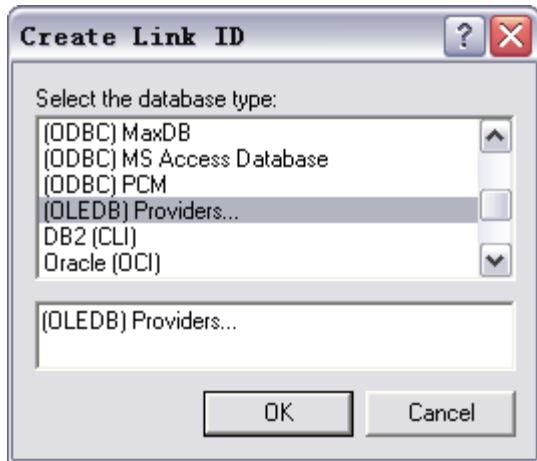 Create Link ID
Select the database type:
(ODBC) MaxDB
(ODBC) MS Access Database
(ODBC) PCM
(OLEDB) Providers...
DB2 (CLI)
Oracle (OCI)
(OLEDB) Providers...
OK
Cancel